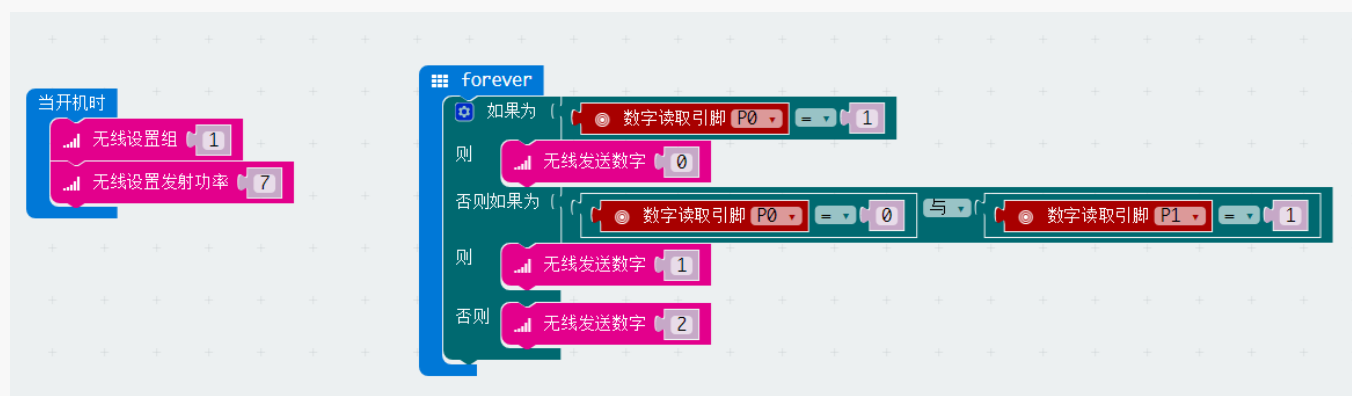 当开机时
无线设置组 1
无线设置发射功率 7
forever
如果为 数字读取引脚 P0 = 1
则 无线发送数字 0
否则如果为 数字读取引脚 P0 = 0 与 数字读取引脚 P1 = 1
则 无线发送数字 1
否则 无线发送数字 2